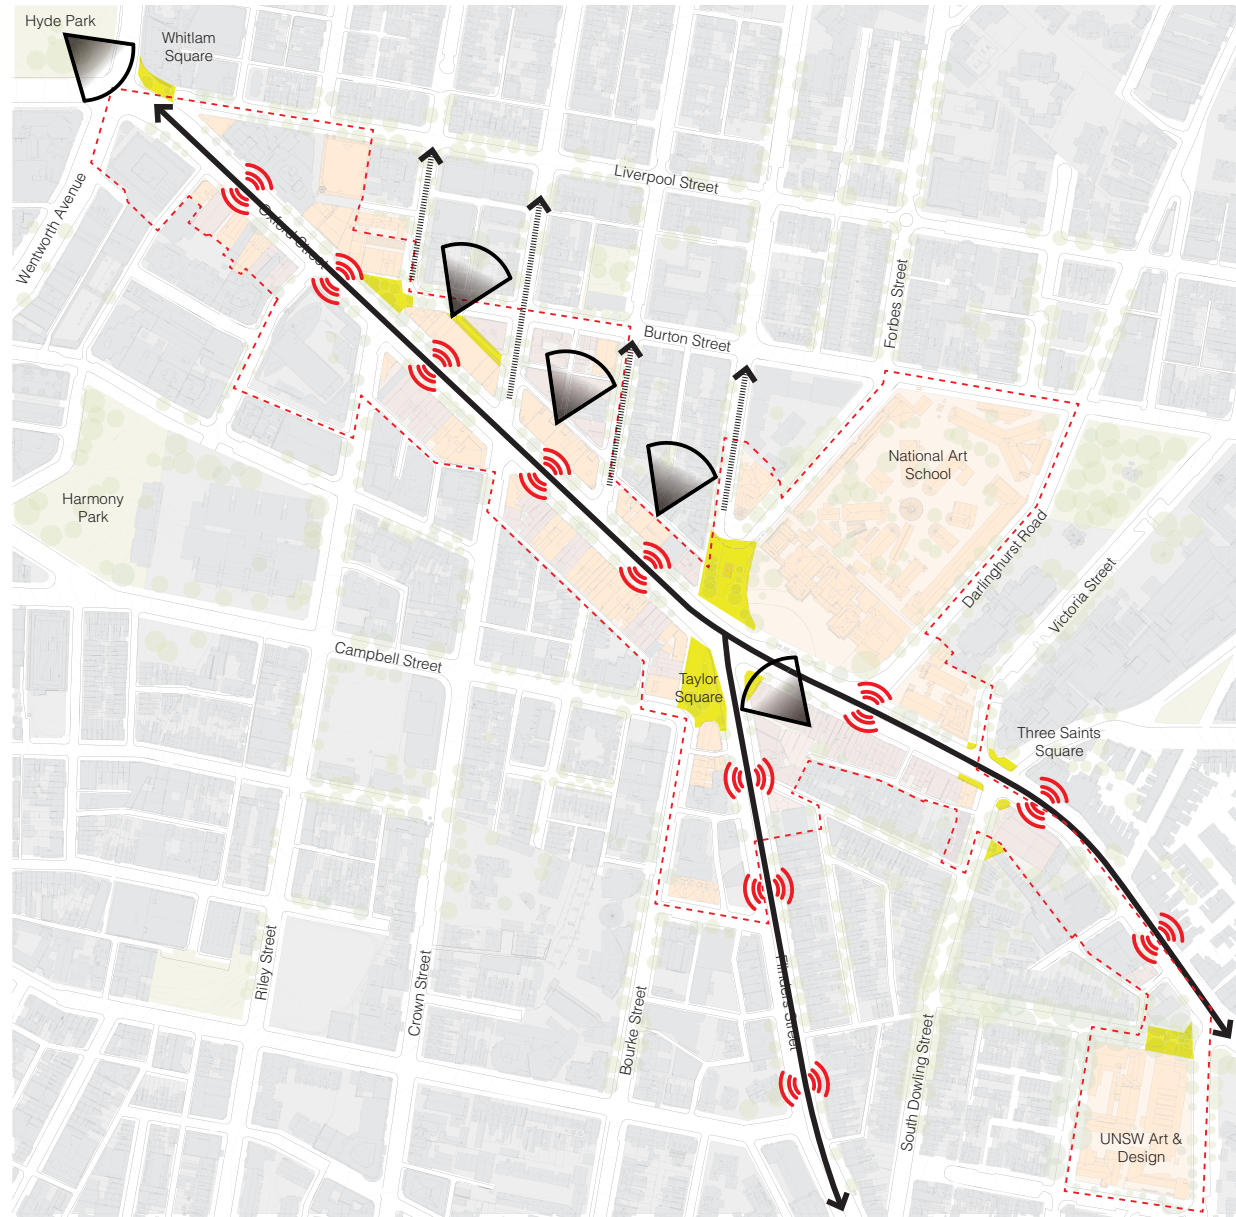 Hyde Park
Whitlam
Square
Wentworth Avenue
Oxford Street
Liverpool Street
Burton Street
Forbes Street
Harmony
Park
National Art
School
Darlinghurst Road
Victoria Street
Campbell Street
Taylor
Square
Three Saints
Square
Riley Street
Crown Street
Bourke Street
Flinders Street
South Dowling Street
UNSW Art &
Design